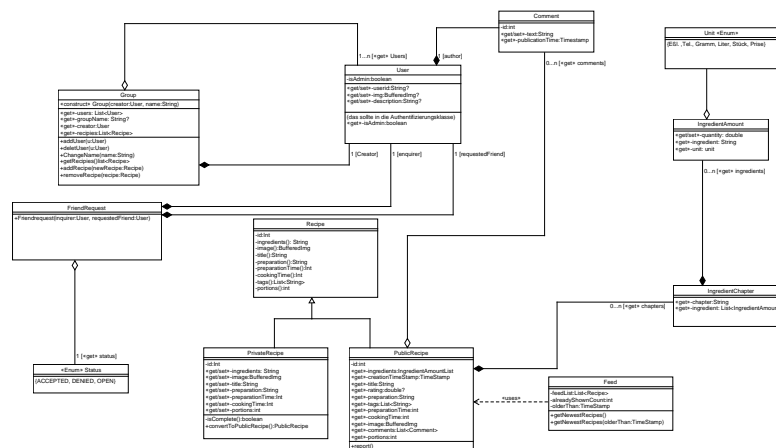 Comment
-id:int
+get/set+-text:String
+get+-publicationTime:Timestamp
Unit «Enum»
(Eßl. ,Tel., Gramm, Liter, Stück, Prise)
1...n [+get+ Users]
1 [author]
0...n [+get+ comments]
User
-isAdmin:boolean
+get/set+-userid:String?
+get/set+-img:BufferedImg?
+get/set+-description:String?
(das sollte in die Authentifizierungsklasse)
+get+-isAdmin:boolean
Group
+construct+ Group(creator:User, name:String)
+get+-users: List<User>
+get+-groupName: String?
+get+-creator:User
+get+-recipies:List<Recipe>
+addUser(u:User)
+deletUser(u:User)
+ChangeName(name:String)
+getRecipies(list<Recipe>
+addRecipe(newRecipe:Recipe)
+removeRecipe(recipe:Recipe)
IngredientAmount
+get/set+-quantity: double
+get+-ingredient: String
+get+-unit: unit
1 [Creator]
1 [enquirer]
1 [requestedFriend]
0...n [+get+ ingredients]
FriendRequest
+Friendrequest(inquirer:User, requestedFriend:User)
Recipe
-id:Int
-ingredients(): String
-image():BufferedImg
-title():String
-preparation():String
-preparationTime():Int
-cookingTime():Int
-tags():List<String>
-portions():int
IngredientChapter
+get+-chapter:String
+get+-ingredient: List<IngredientAmount
0...n [+get+ chapters]
1 [+get+ status]
«Enum» Status
(ACCEPTED, DENIED, OPEN)
PrivateRecipe
-id:Int
+get/set+-ingredients: String
+get/set+-image:BufferedImg
+get/set+-title:String
+get/set+-preparation:String
+get/set+-preparationTime:Int
+get/set+-cookingTime:Int
+get/set+-portions:int
+isComplete():boolean
+convertToPublicRecipe():PublicRecipe
PublicRecipe
-id:int
+get+-ingredients:IngredientAmountList
+get+-creationTimeStamp:TimeStamp
+get+-title:String
+get+-rating:double?
+get+-preparation:String
+get+-tags:List<String>
+get+-preparationTime:int
+get+-cookingTime:int
+get+-image:BufferedImg
+get+-comments:List<Comment>
+get+-portions:int
+report()
«uses»
Feed
-feedList:List<Recipe>
-alreadyShownCount:int
-olderThan:TimeStamp
+getNewestRecipes()
+getNewestRecipes(olderThan:TimeStamp)